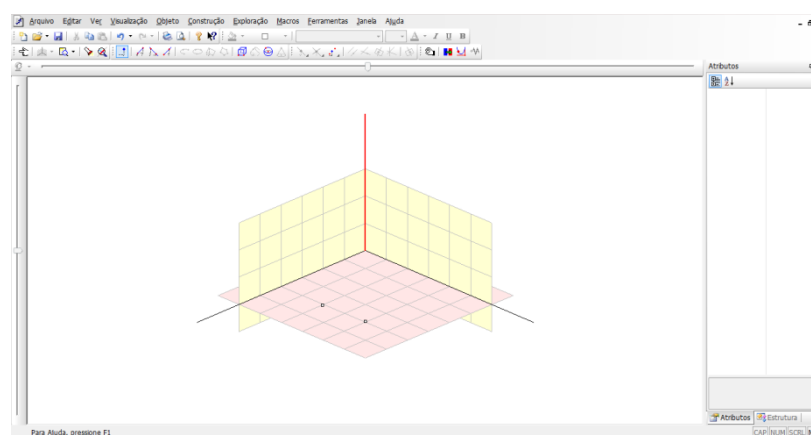 Arquivo Editar Ver Visualização Objeto Construção Exploração Macros Ferramentas Janela Ajuda
Atributos
Atributos Estrutura
Para Ajuda, pressione F1
CAP NUM SCRL